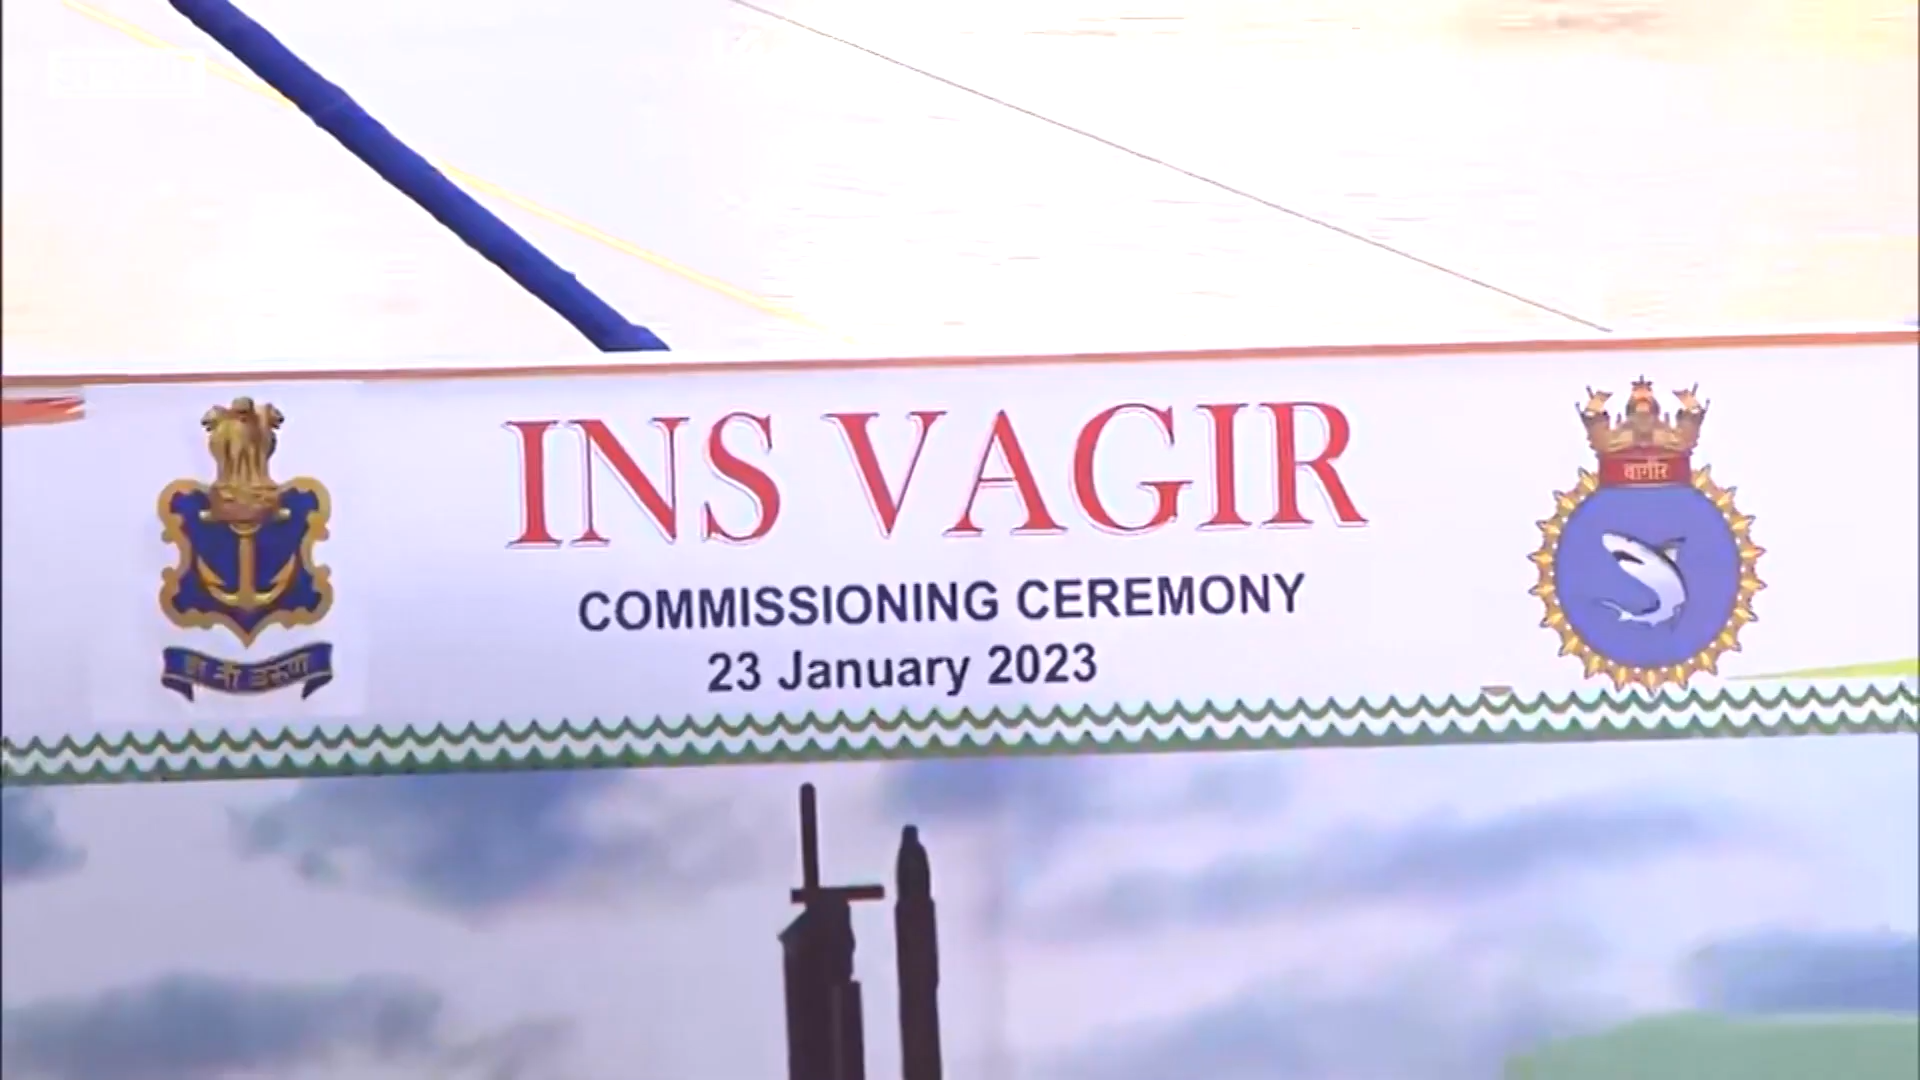 INS VAGIR
वागीर
COMMISSIONING CEREMONY
23 January 2023